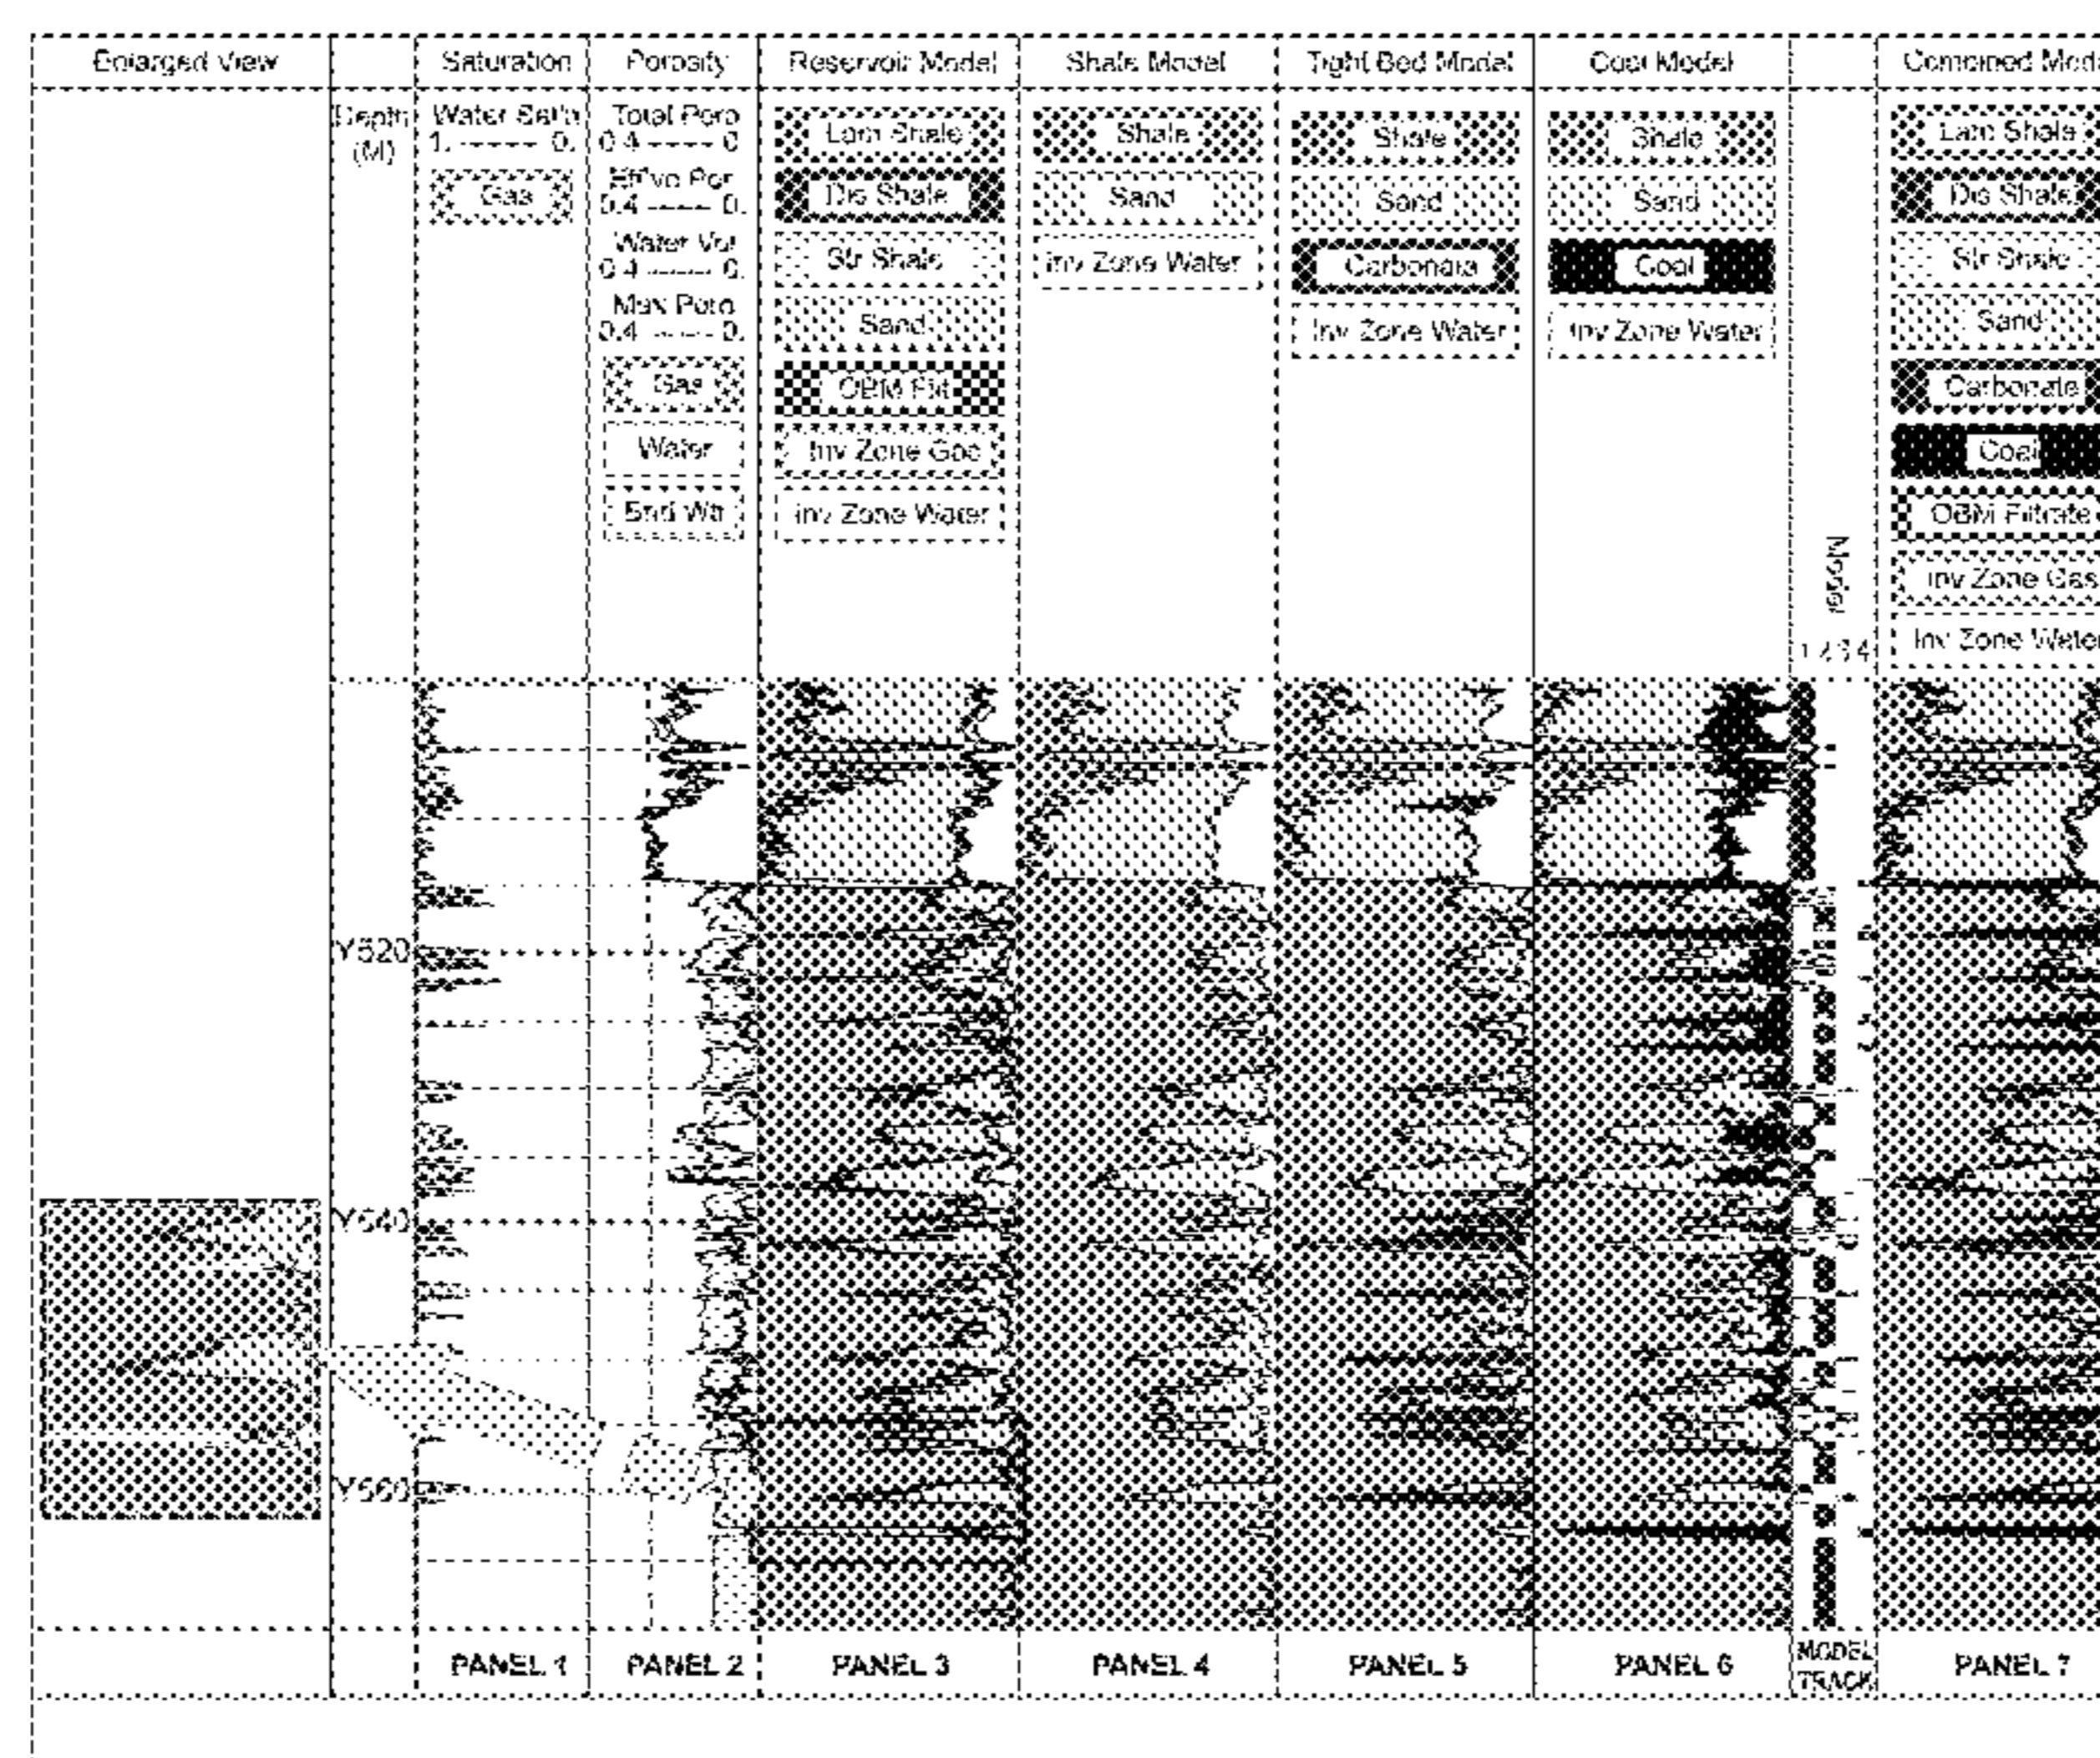 Enlarged View
Saturation
Porosity
Reservoir Model
Shale Model
Tight Bed Model
Coal Model
Combined
Depth
(M)
Water Sat'n
1. ----- 0.
Gas
Total Poro
0.4 ---- 0
Eff've Por
0.4 ---- 0.
Water Vol
0.4 ----- 0.
Max Poro
0.4 ----- 0.
Gas
Water
Bnd Wtr
Lam Shale
Dis Shale
Str Shale
Sand
OBM Filt
Inv Zone Gas
Inv Zone Water
Shale
Sand
Inv Zone Water
Shale
Sand
Carbonate
Inv Zone Water
Shale
Sand
Coal
Inv Zone Water
Model
1 2 3 4
Lam Shale
Dis Shale
Str Shale
Sand
Carbonate
Coal
OBM Filtrate
Inv Zone Gas
Inv Zone Water
Y520
Y540
Y560
PANEL 1
PANEL 2
PANEL 3
PANEL 4
PANEL 5
PANEL 6
MODEL
TRACK
PANEL 7